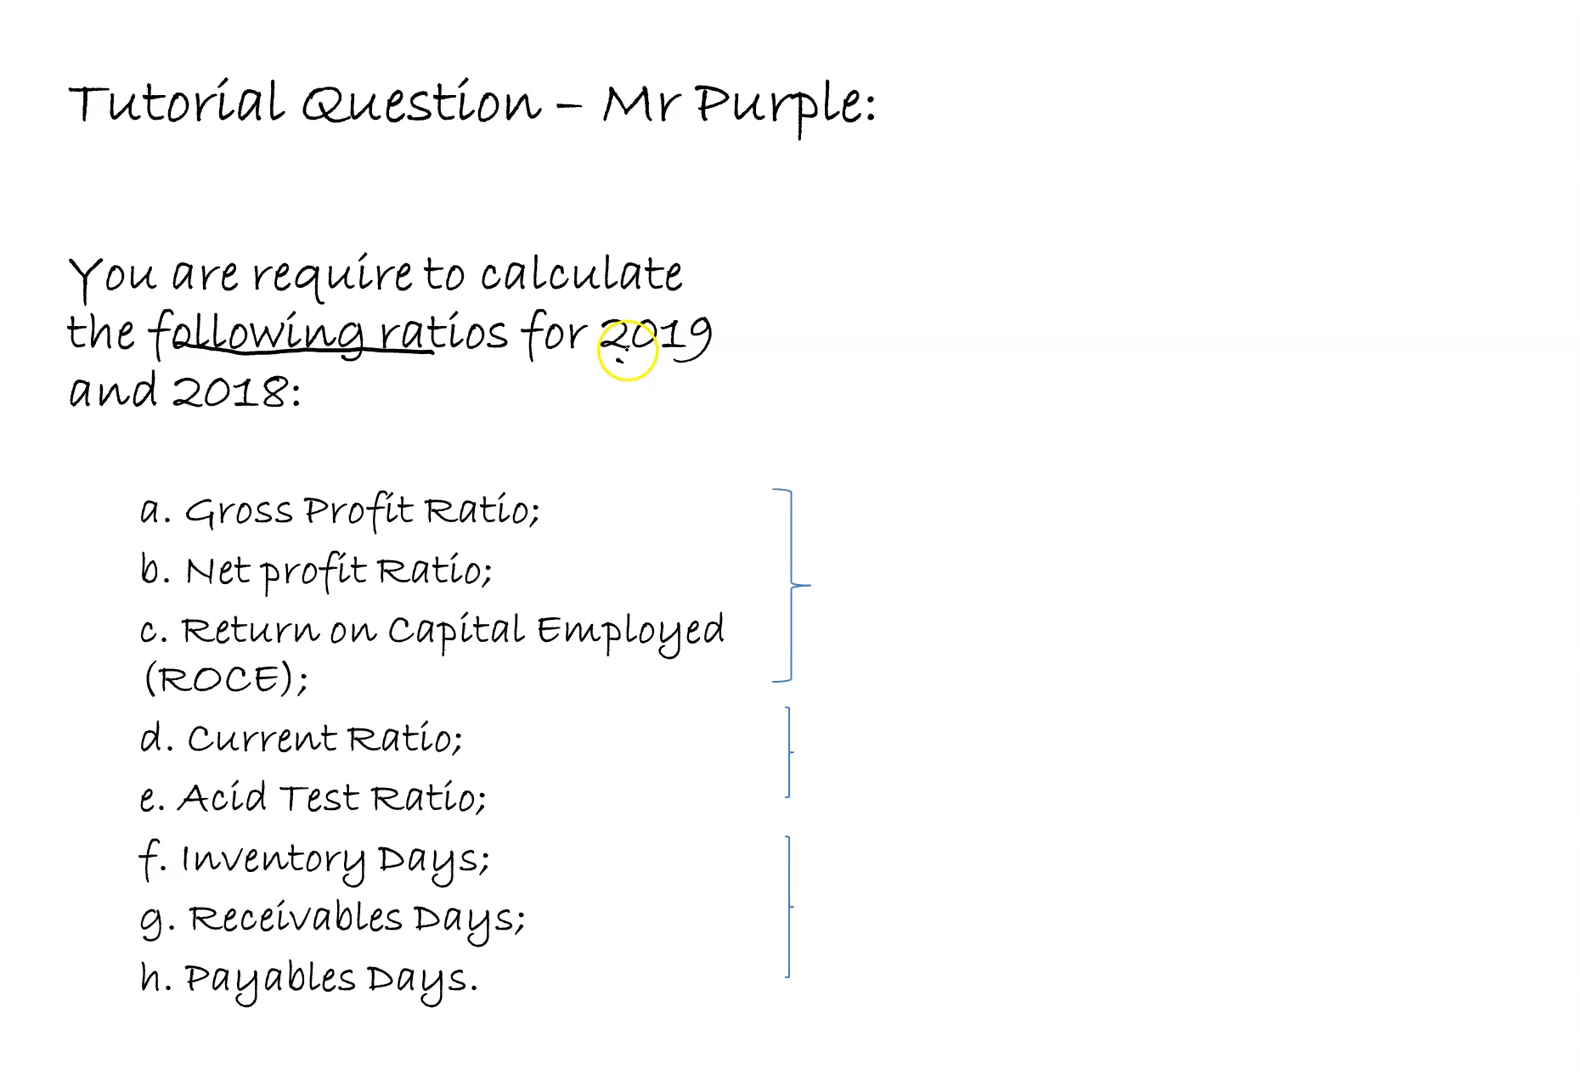 Tutorial Question – Mr Purple:
You are require to calculate
the following ratios for 2019
and 2018:
a. Gross Profit Ratio;
b. Net profit Ratio;
c. Return on Capital Employed
(ROCE);
d. Current Ratio;
e. Acid Test Ratio;
f. Inventory Days;
g. Receivables Days;
h. Payables Days.